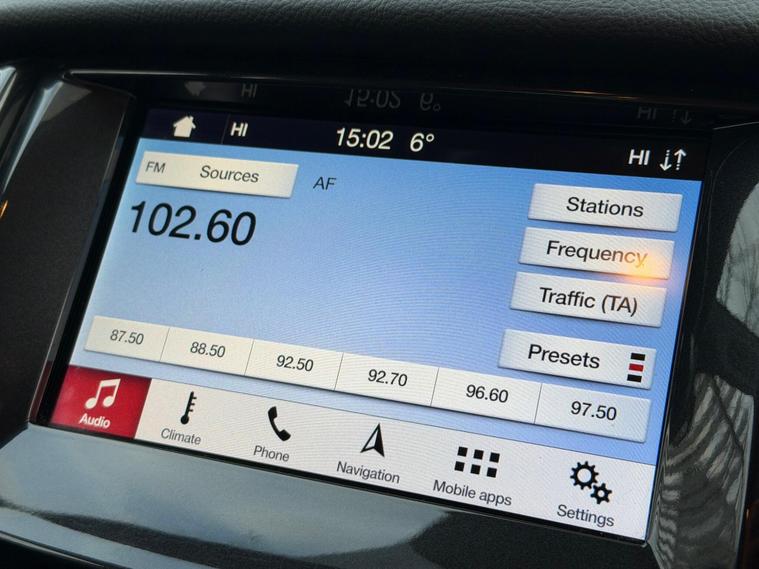 HI 15:02 6° HI
FM Sources AF
102.60
Stations
Frequency
Traffic (TA)
Presets
87.50 88.50 92.50 92.70 96.60 97.50
Audio Climate Phone Navigation Mobile apps Settings